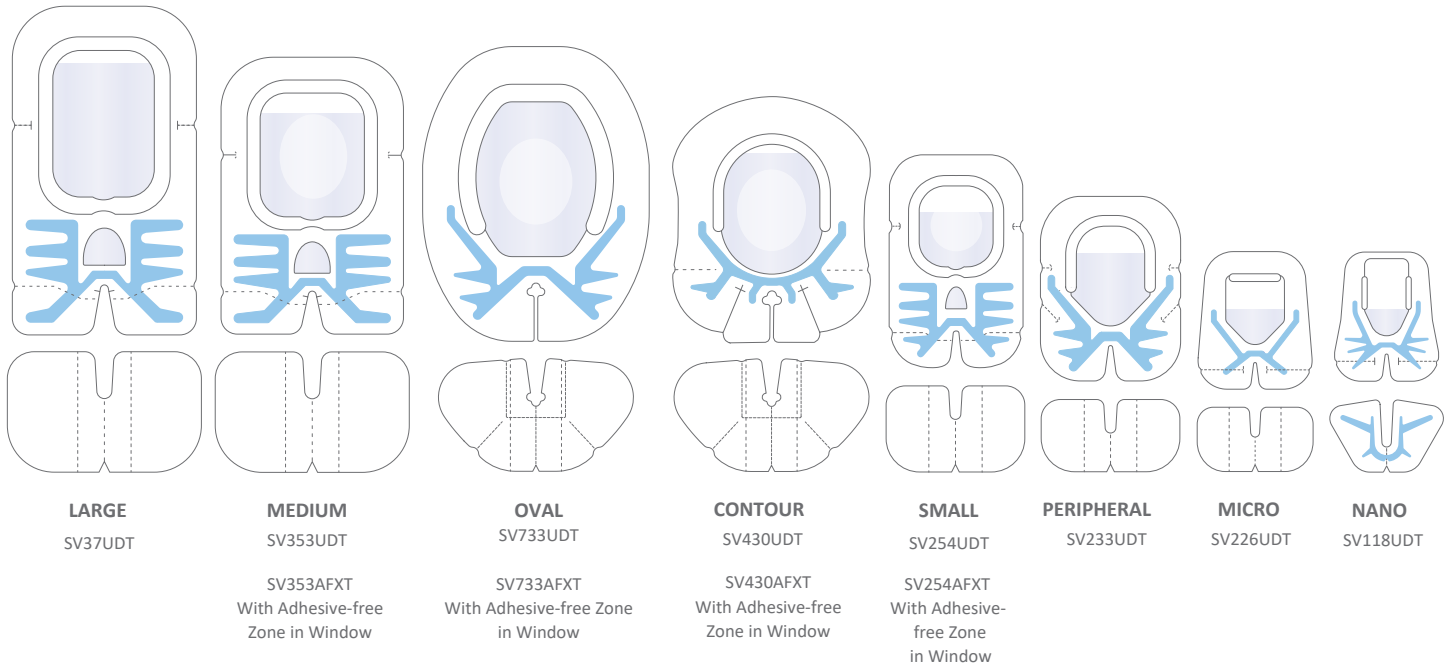 LARGE
SV37UDT
MEDIUM
SV353UDT
SV353AFXT
With Adhesive-free
Zone in Window
OVAL
SV733UDT
SV733AFXT
With Adhesive-free Zone
in Window
CONTOUR
SV430UDT
SV430AFXT
With Adhesive-free
Zone in Window
SMALL
SV254UDT
SV254AFXT
With Adhesive-
free Zone
in Window
PERIPHERAL
SV233UDT
MICRO
SV226UDT
NANO
SV118UDT